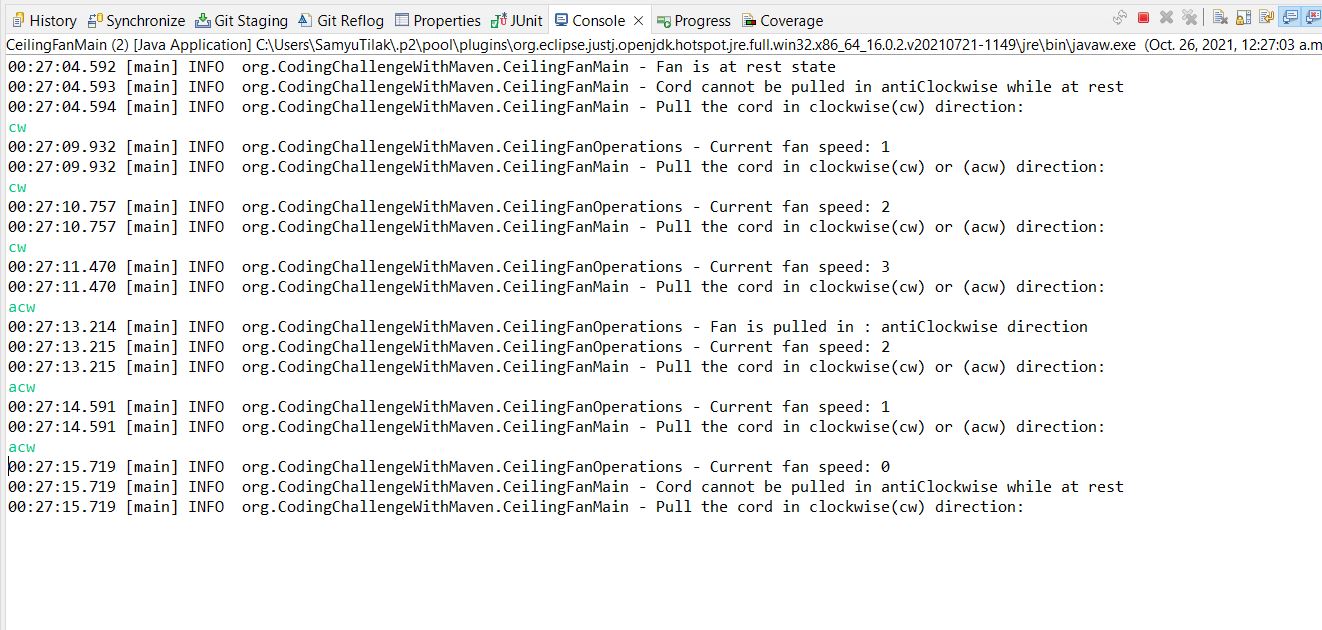 History Synchronize Git Staging Git Reflog Properties JUnit Console Progress Coverage
CeilingFanMain (2) [Java Application] C:\Users\SamyuTilak\.p2\pool\plugins\org.eclipse.justj.openjdk.hotspot.jre.full.win32.x86_64_16.0.2.v20210721-1149\jre\bin\javaw.exe (Oct. 26, 2021, 12:27:03 a.m
00:27:04.592 [main] INFO  org.CodingChallengeWithMaven.CeilingFanMain - Fan is at rest state
00:27:04.593 [main] INFO  org.CodingChallengeWithMaven.CeilingFanMain - Cord cannot be pulled in antiClockwise while at rest
00:27:04.594 [main] INFO  org.CodingChallengeWithMaven.CeilingFanMain - Pull the cord in clockwise(cw) direction:
cw
00:27:09.932 [main] INFO  org.CodingChallengeWithMaven.CeilingFanOperations - Current fan speed: 1
00:27:09.932 [main] INFO  org.CodingChallengeWithMaven.CeilingFanMain - Pull the cord in clockwise(cw) or (acw) direction:
cw
00:27:10.757 [main] INFO  org.CodingChallengeWithMaven.CeilingFanOperations - Current fan speed: 2
00:27:10.757 [main] INFO  org.CodingChallengeWithMaven.CeilingFanMain - Pull the cord in clockwise(cw) or (acw) direction:
cw
00:27:11.470 [main] INFO  org.CodingChallengeWithMaven.CeilingFanOperations - Current fan speed: 3
00:27:11.470 [main] INFO  org.CodingChallengeWithMaven.CeilingFanMain - Pull the cord in clockwise(cw) or (acw) direction:
acw
00:27:13.214 [main] INFO  org.CodingChallengeWithMaven.CeilingFanOperations - Fan is pulled in : antiClockwise direction
00:27:13.215 [main] INFO  org.CodingChallengeWithMaven.CeilingFanOperations - Current fan speed: 2
00:27:13.215 [main] INFO  org.CodingChallengeWithMaven.CeilingFanMain - Pull the cord in clockwise(cw) or (acw) direction:
acw
00:27:14.591 [main] INFO  org.CodingChallengeWithMaven.CeilingFanOperations - Current fan speed: 1
00:27:14.591 [main] INFO  org.CodingChallengeWithMaven.CeilingFanMain - Pull the cord in clockwise(cw) or (acw) direction:
acw
00:27:15.719 [main] INFO  org.CodingChallengeWithMaven.CeilingFanOperations - Current fan speed: 0
00:27:15.719 [main] INFO  org.CodingChallengeWithMaven.CeilingFanMain - Cord cannot be pulled in antiClockwise while at rest
00:27:15.719 [main] INFO  org.CodingChallengeWithMaven.CeilingFanMain - Pull the cord in clockwise(cw) direction: